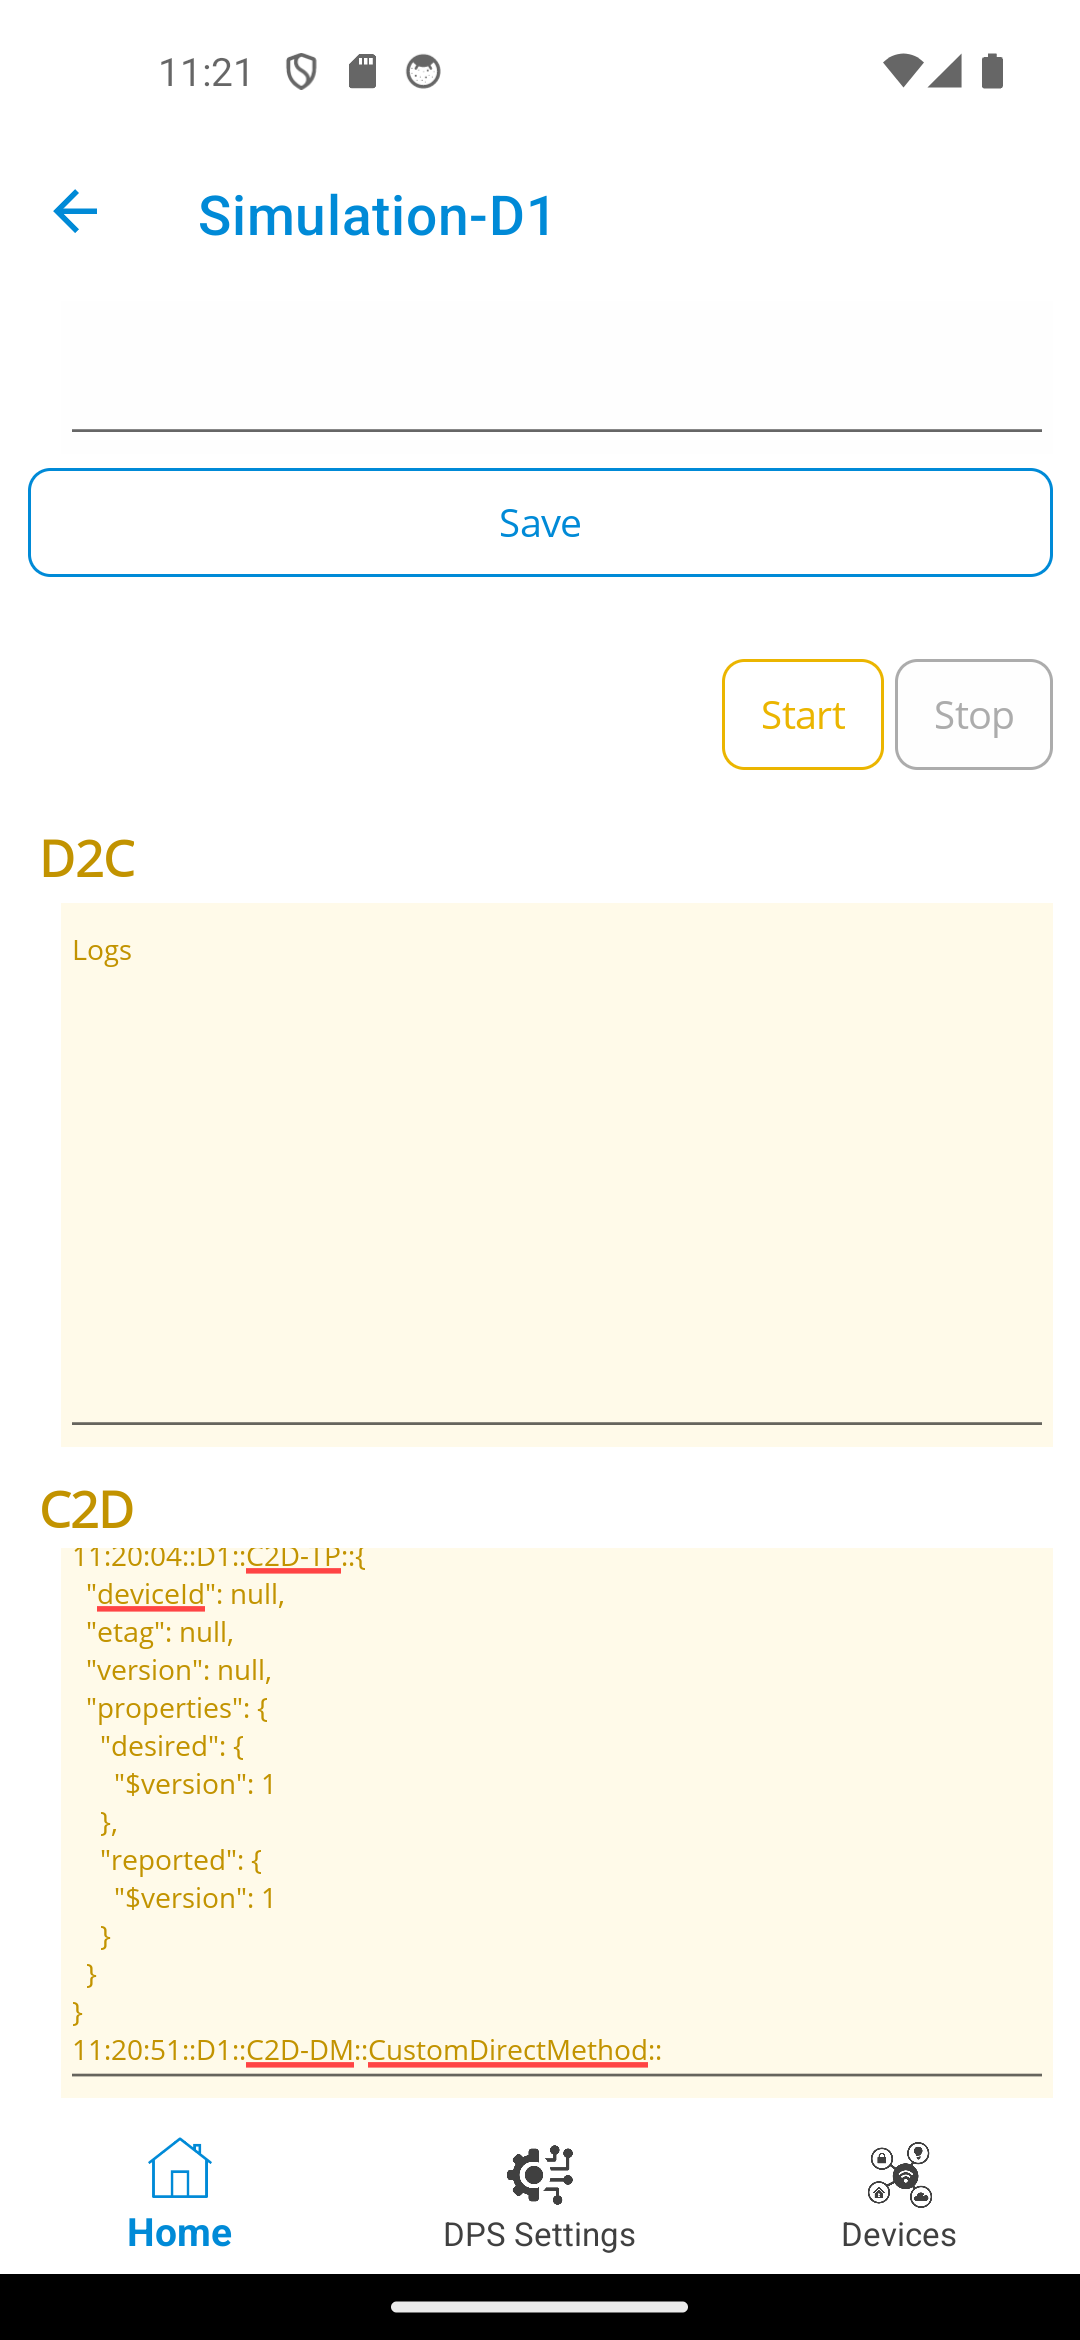 11:21
Simulation-D1
Save
Start Stop
D2C
Logs
C2D
11:20:04::D1::C2D-TP::{
"deviceId": null,
"etag": null,
"version": null,
"properties": {
"desired": {
"$version": 1
},
"reported": {
"$version": 1
}
}
}
11:20:51::D1::C2D-DM::CustomDirectMethod::
Home DPS Settings Devices